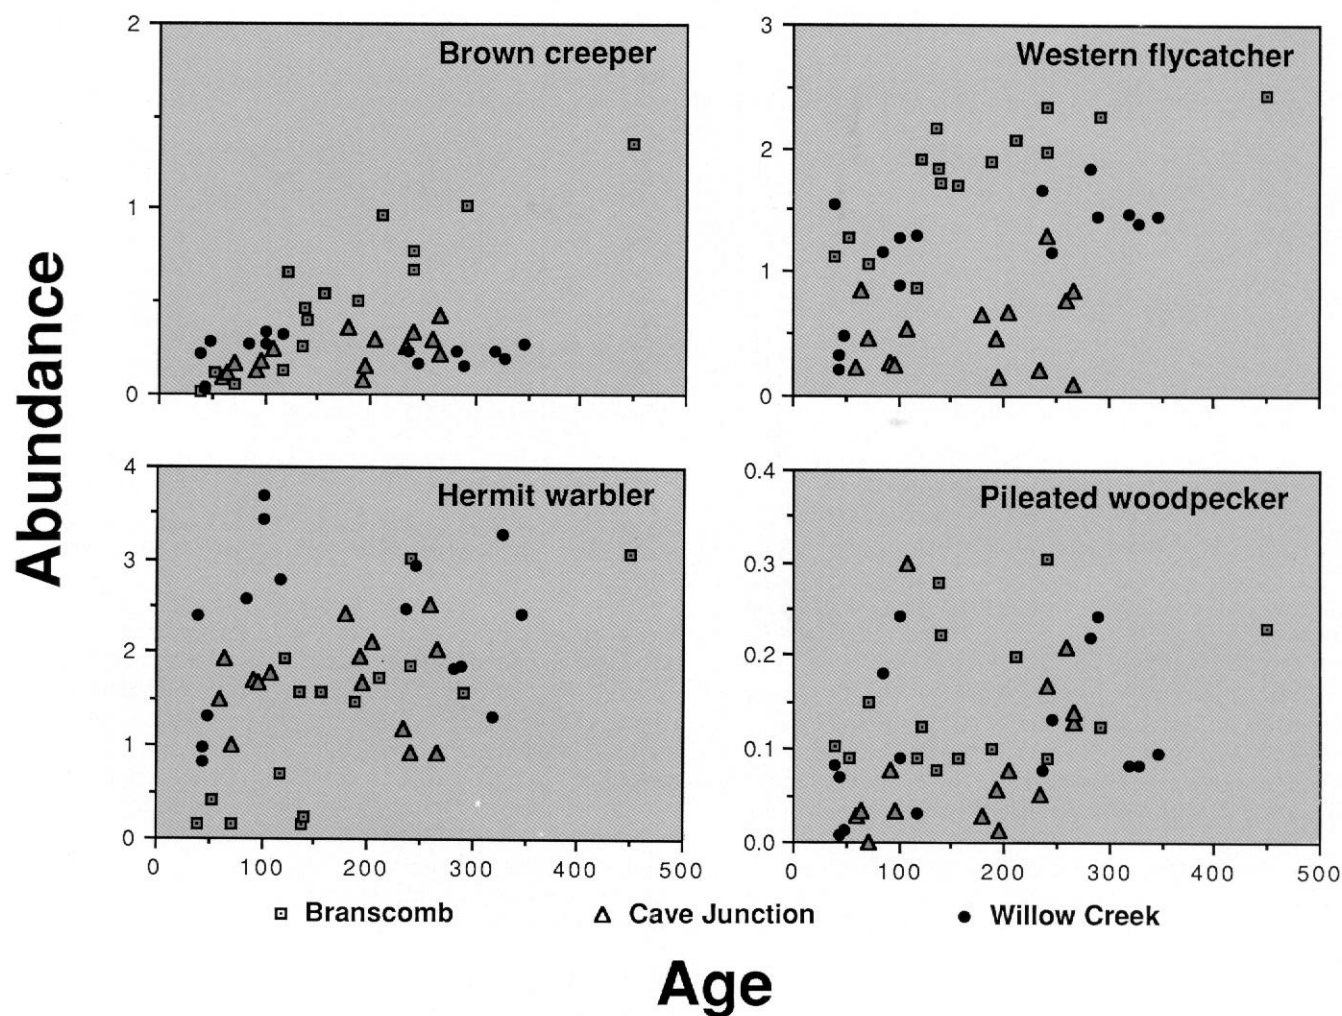 Abundance
2
1
0
Brown creeper
3
2
1
0
Western flycatcher
4
3
2
1
0
Hermit warbler
0 100 200 300 400 500
0.4
0.3
0.2
0.1
0.0
Pileated woodpecker
0 100 200 300 400 500
Branscomb Cave Junction Willow Creek
Age